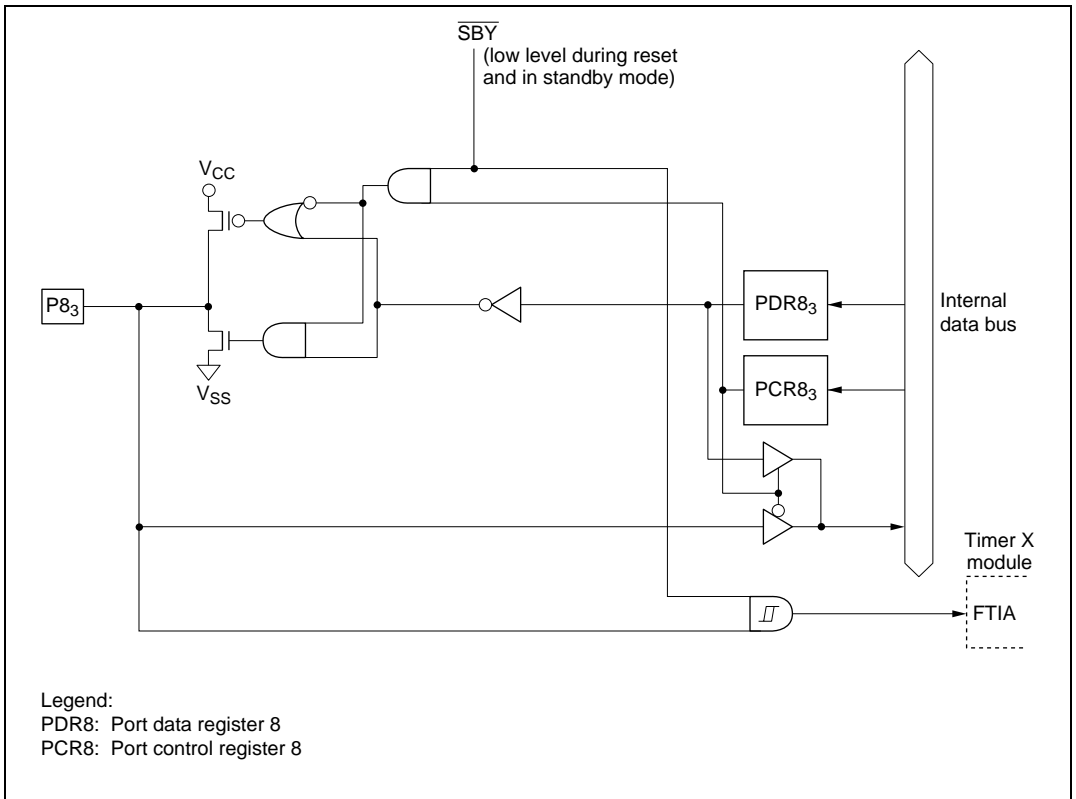 SBY
(low level during reset
and in standby mode)
VCC
P83
VSS
PDR83
PCR83
Internal
data bus
Timer X
module
FTIA
Legend:
PDR8: Port data register 8
PCR8: Port control register 8